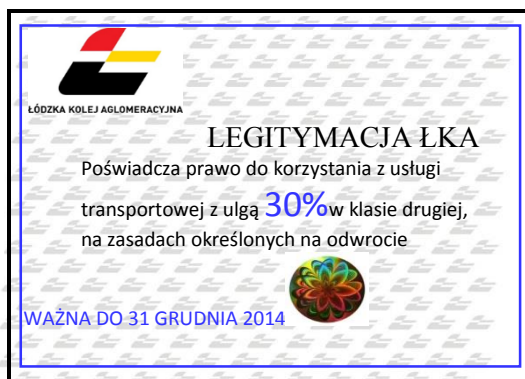 ŁÓDZKA KOLEJ AGLOMERACYJNA
LEGITYMACJA ŁKA
Poświadcza prawo do korzystania z usługi
transportowej z ulgą 30% w klasie drugiej,
na zasadach określonych na odwrocie
WAŻNA DO 31 GRUDNIA 2014